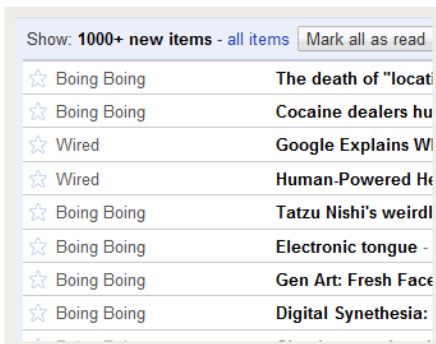 Show: 1000+ new items - all items Mark all as read
Boing Boing The death of "locati
Boing Boing Cocaine dealers hu
Wired Google Explains WI
Wired Human-Powered He
Boing Boing Tatzu Nishi's weirdl
Boing Boing Electronic tongue -
Boing Boing Gen Art: Fresh Face
Boing Boing Digital Synethesia: